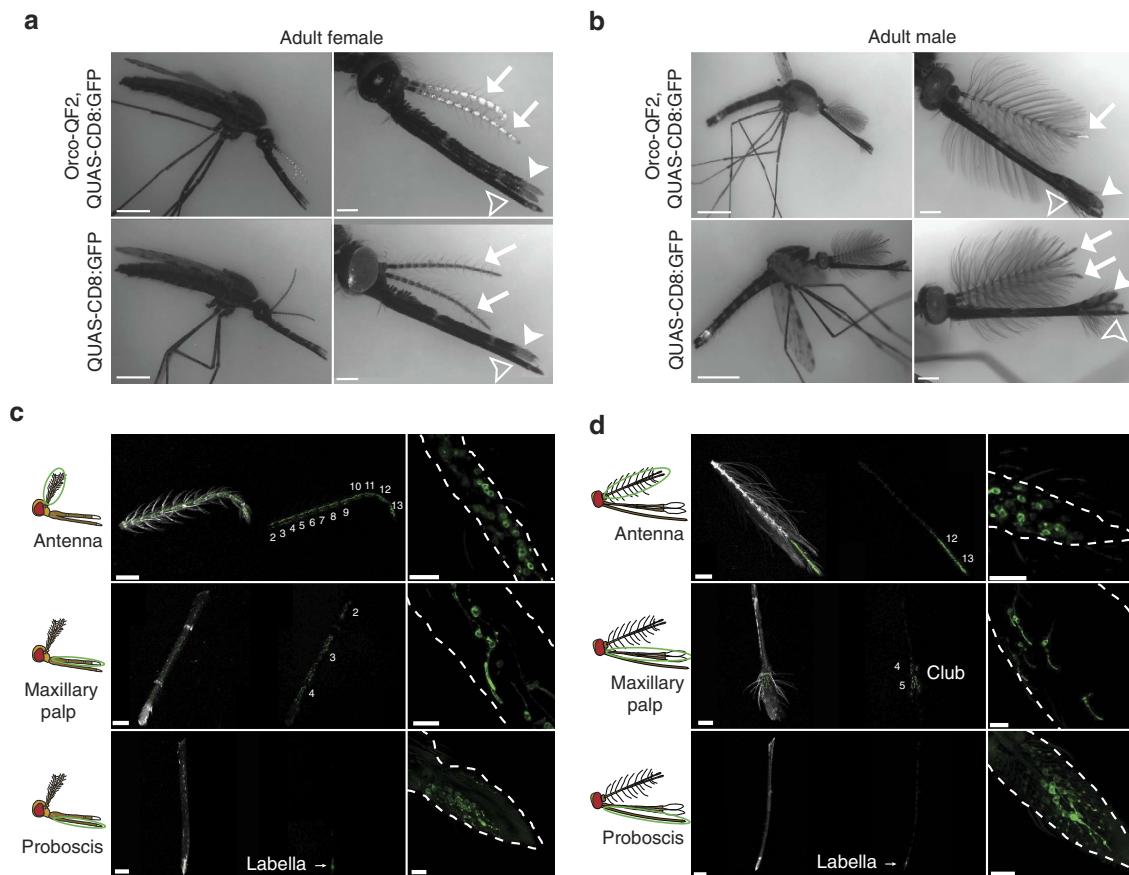 a
Adult female
Orco-QF2,
QUAS-CD8:GFP
QUAS-CD8:GFP
b
Adult male
Orco-QF2,
QUAS-CD8:GFP
QUAS-CD8:GFP
c
Antenna
2 3 4 5 6 7 8 9 10 11 12 13
Maxillary
palp
2
3
4
Proboscis
Labella
d
Antenna
12
13
Maxillary
palp
4
5
Club
Proboscis
Labella